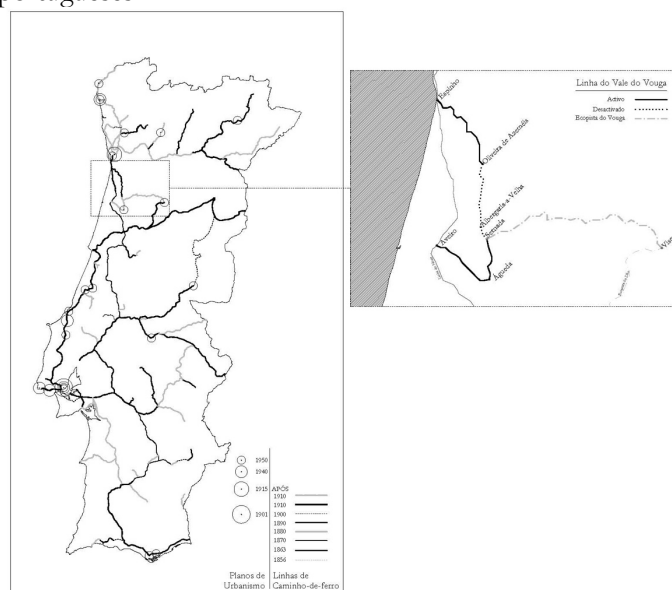 portugueses
Linha do Vale do Vouga
Activo
Desactivado
Ecopista do Vouga
Espinho
Oliveira de Azeméis
Albergaria-a-Velha
Sernada
Aveiro
Águeda
1950
1940
1915
1901
APÓS
1910
1910
1900
1890
1880
1870
1863
1856
Planos de Urbanismo
Linhas de Caminho-de-ferro